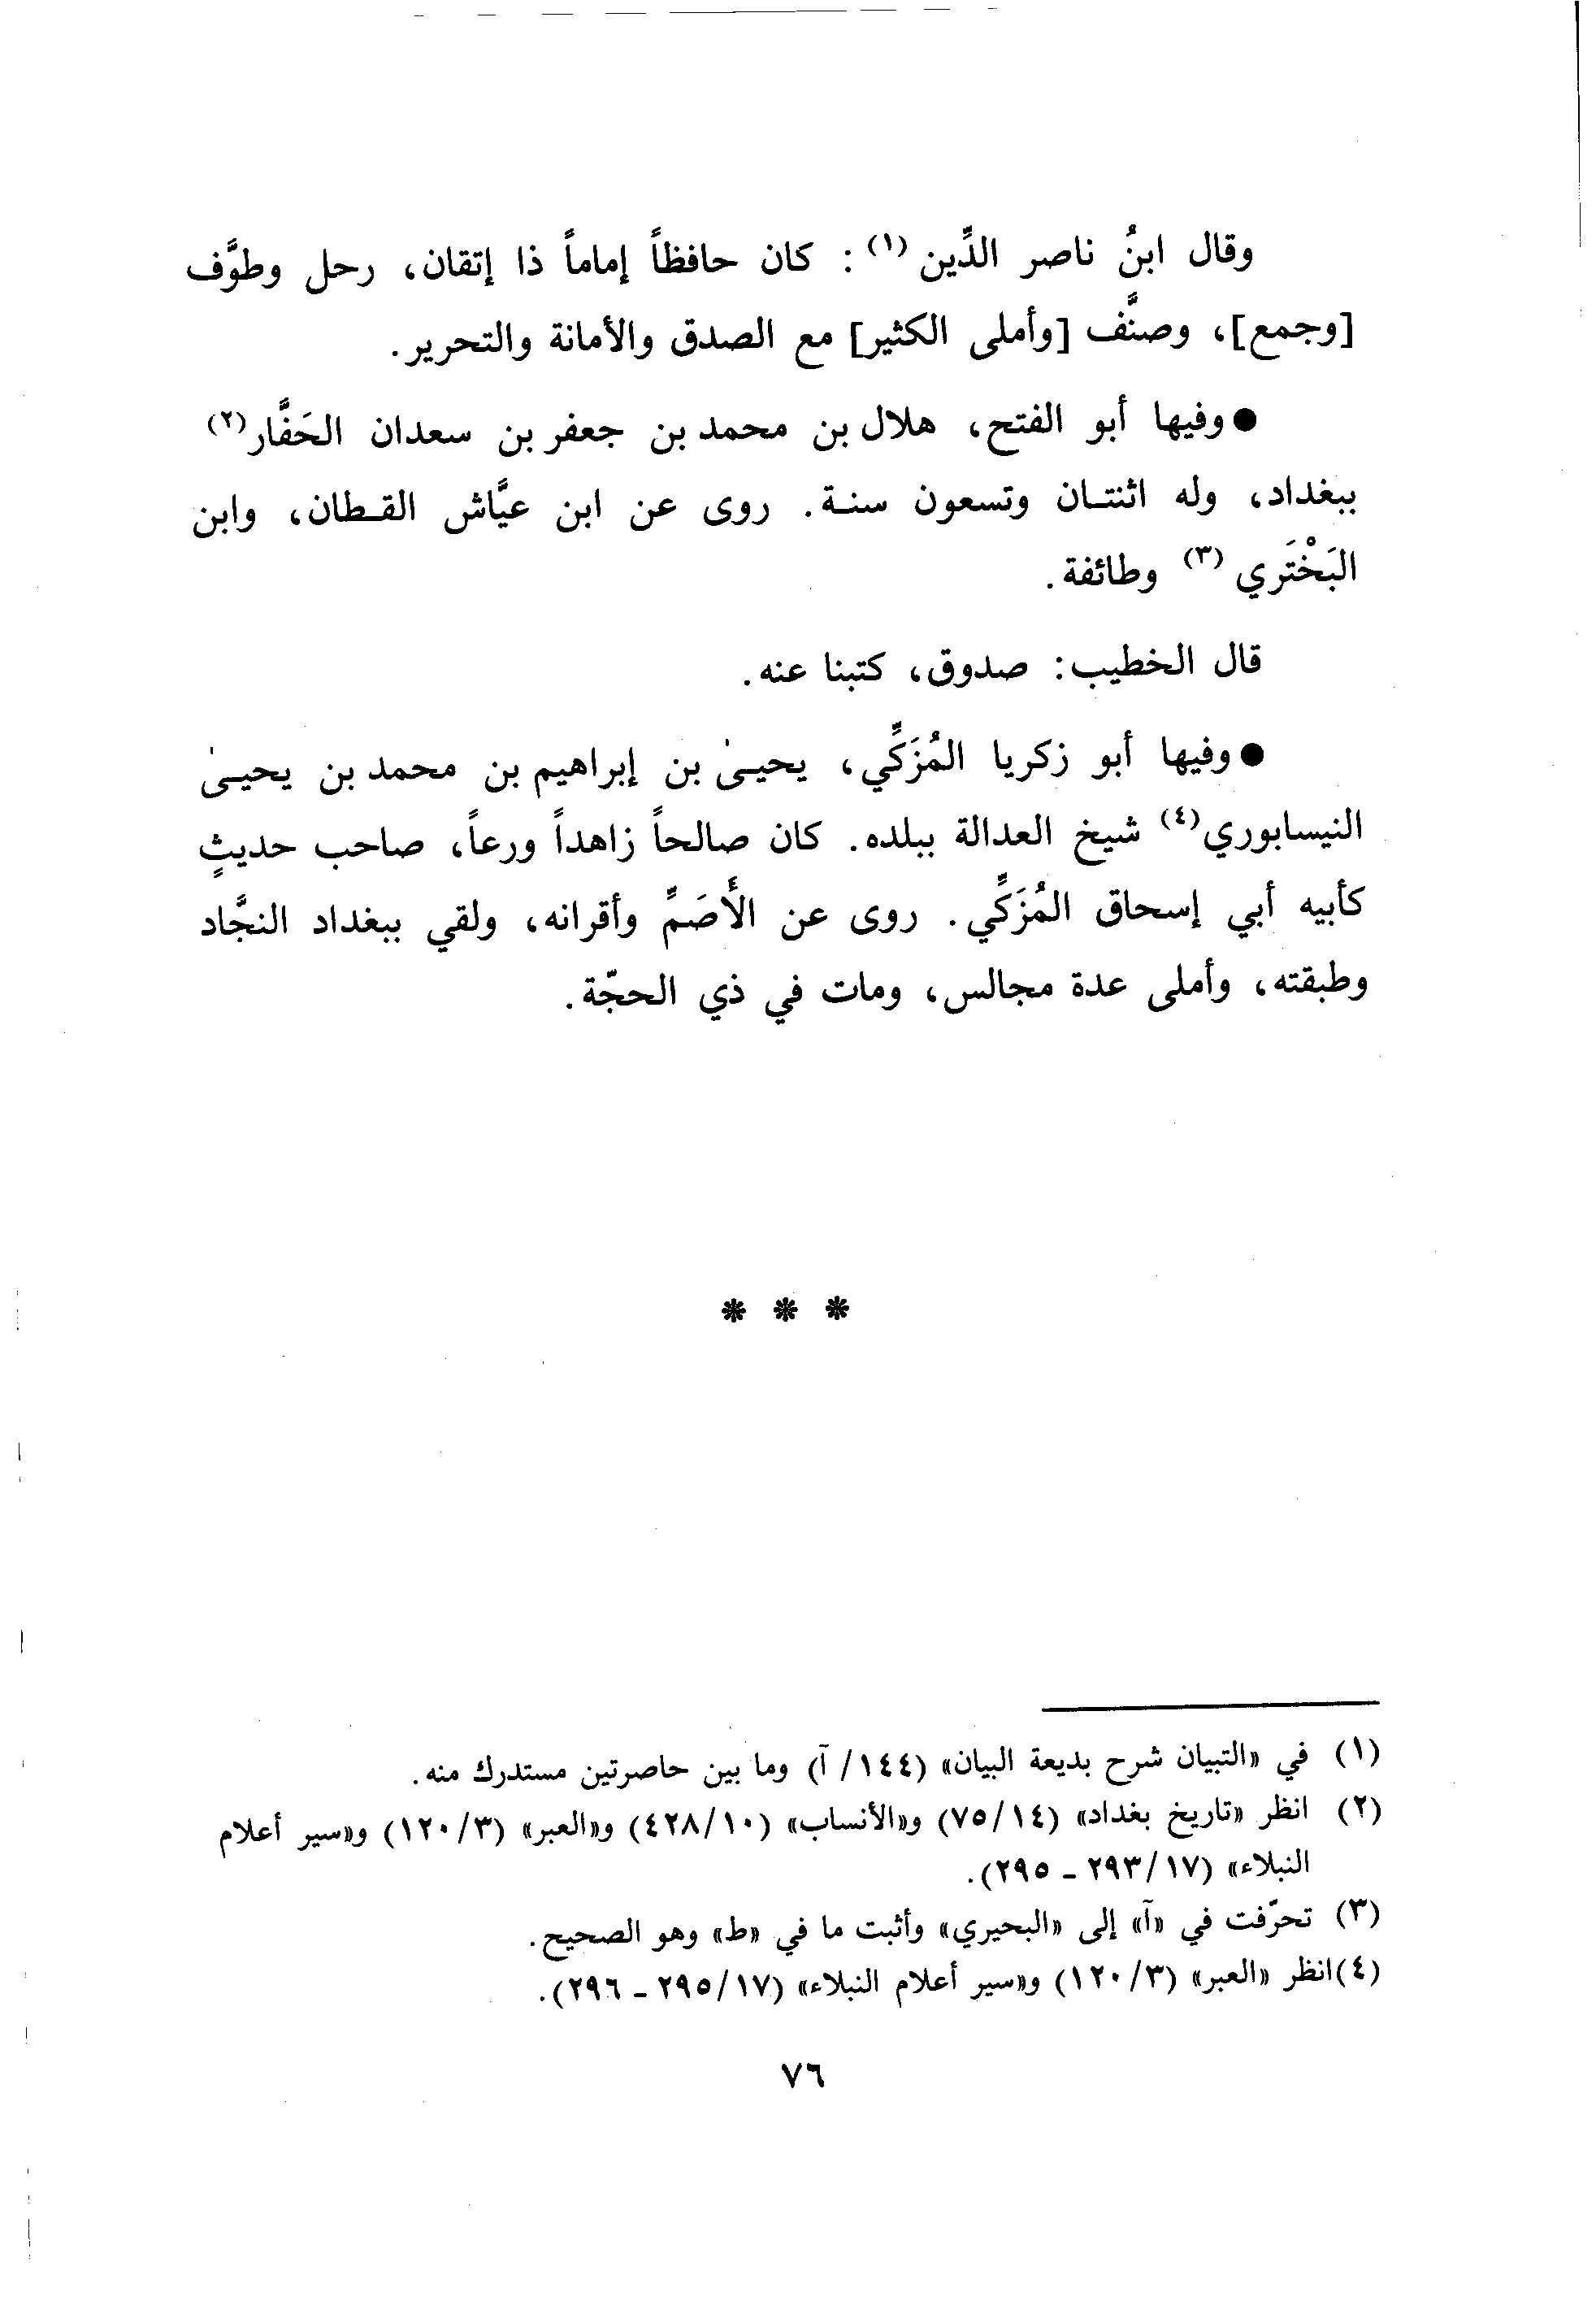 وقال ابنُ ناصر الدِّين (١) : كان حافظاً إماماً ذا إتقان، رحل وطوَّف
[وجمع]، وصنَّف [وأملى الكثير] مع الصدق والأمانة والتحرير.
● وفيها أبو الفتح، هلال بن محمد بن جعفر بن سعدان الحَفَّار(٢)
ببغداد، وله اثنتـان وتسعون سنـة. روى عن ابن عيَّاش القـطان، وابن
البَخْتَري (٣) وطائفة.
قال الخطيب: صدوق، كتبنا عنه.
● وفيها أبو زكريا المُزَكِّي، يحيـىٰ بن إبراهيم بن محمد بن يحيـىٰ
النيسابوري(٤) شيخ العدالة ببلده. كان صالحاً زاهداً ورعاً، صاحب حديثٍ
كأبيه أبي إسحاق المُزَكِّي. روى عن الأَصَمِّ وأقرانه، ولقي ببغداد النجَّاد
وطبقته، وأملى عدة مجالس، ومات في ذي الحجّة.
* * *
(١) في «التبيان شرح بديعة البيان» (١٤٤/ آ) وما بين حاصرتين مستدرك منه.
(٢) انظر «تاريخ بغداد» (٧٥/١٤) و«الأنساب» (٤٢٨/١٠) و«العبر» (١٢٠/٣) و«سير أعلام
النبلاء» (٢٩٣/١٧ ـ ٢٩٥).
(٣) تحرّفت في «آ» إلى «البحيري» وأثبت ما في «ط» وهو الصحيح.
(٤)انظر «العبر» (١٢٠/٣) و«سير أعلام النبلاء» (٢٩٥/١٧ ـ ٢٩٦).
٧٦